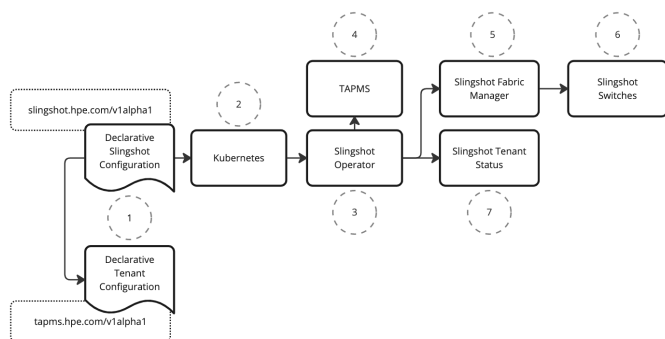 4
5
6
TAPMS
Slingshot Fabric
Manager
Slingshot
Switches
slingshot.hpe.com/v1alpha1
2
Declarative
Slingshot
Configuration
Kubernetes
Slingshot
Operator
Slingshot Tenant
Status
1
3
7
Declarative
Tenant
Configuration
tapms.hpe.com/v1alpha1